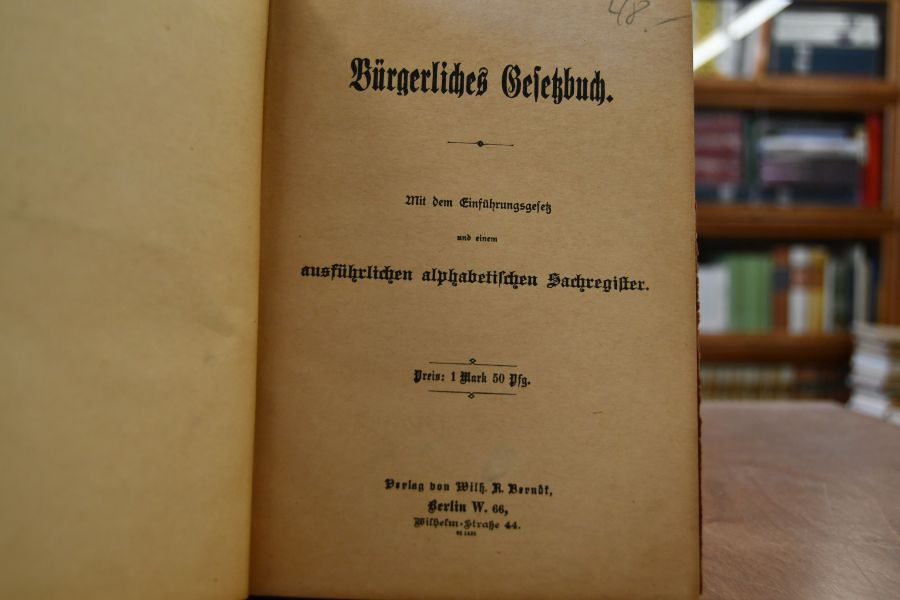 48.-
Bürgerliches Gesetzbuch.
Mit dem Einführungsgesetz
und einem
ausführlichen alphabetischen Sachregister.
Preis: 1 Mark 50 Pfg.
Verlag von Wilh. R. Berndt,
Berlin W. 66,
Wilhelm-Straße 44.